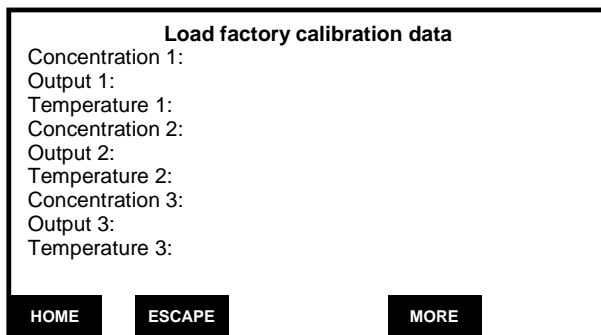 Load factory calibration data
Concentration 1:
Output 1:
Temperature 1:
Concentration 2:
Output 2:
Temperature 2:
Concentration 3:
Output 3:
Temperature 3:
HOME ESCAPE MORE